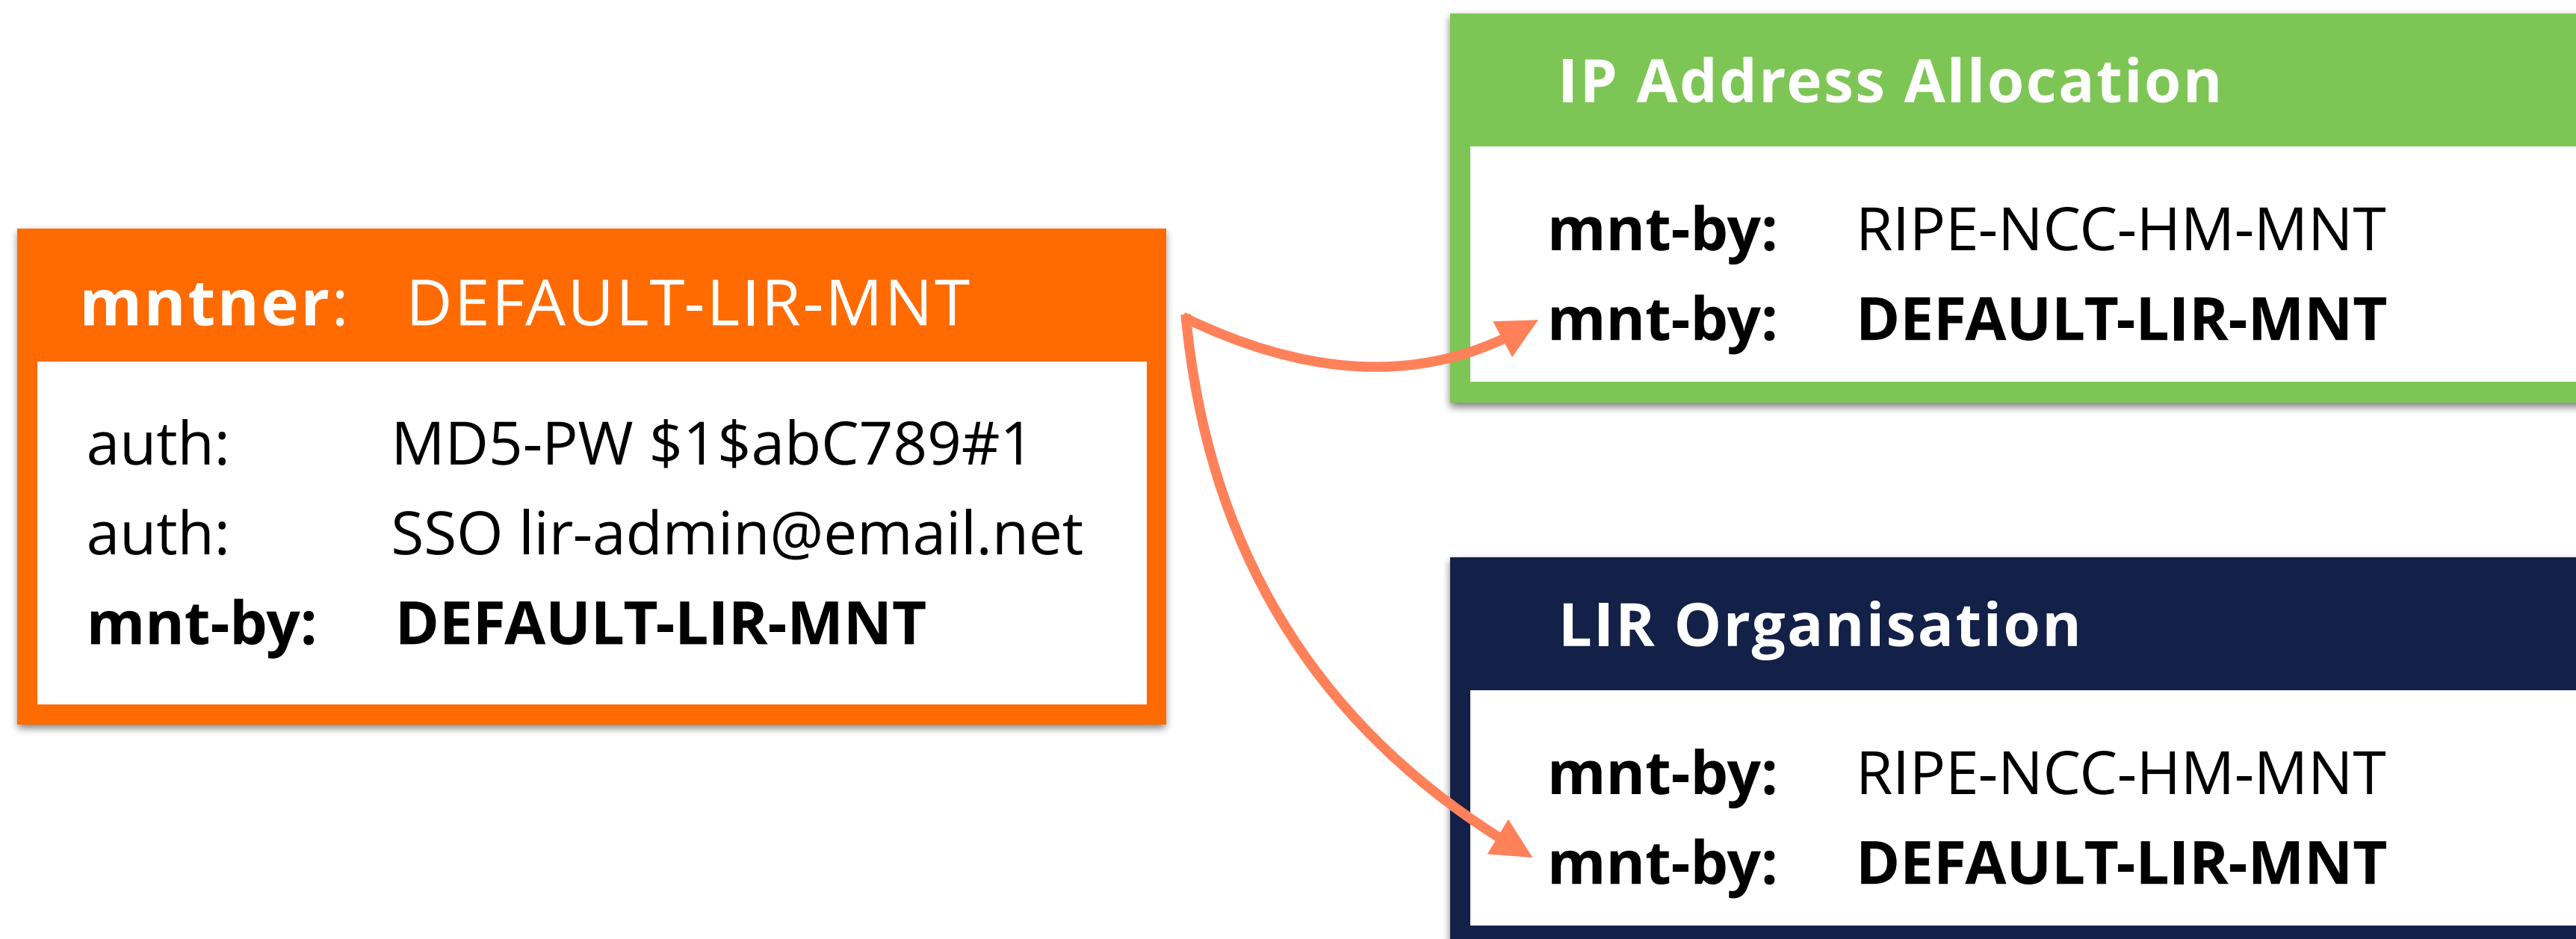 mntner: DEFAULT-LIR-MNT
auth: MD5-PW $1$abC789#1
auth: SSO lir-admin@email.net
mnt-by: DEFAULT-LIR-MNT
IP Address Allocation
mnt-by: RIPE-NCC-HM-MNT
mnt-by: DEFAULT-LIR-MNT
LIR Organisation
mnt-by: RIPE-NCC-HM-MNT
mnt-by: DEFAULT-LIR-MNT